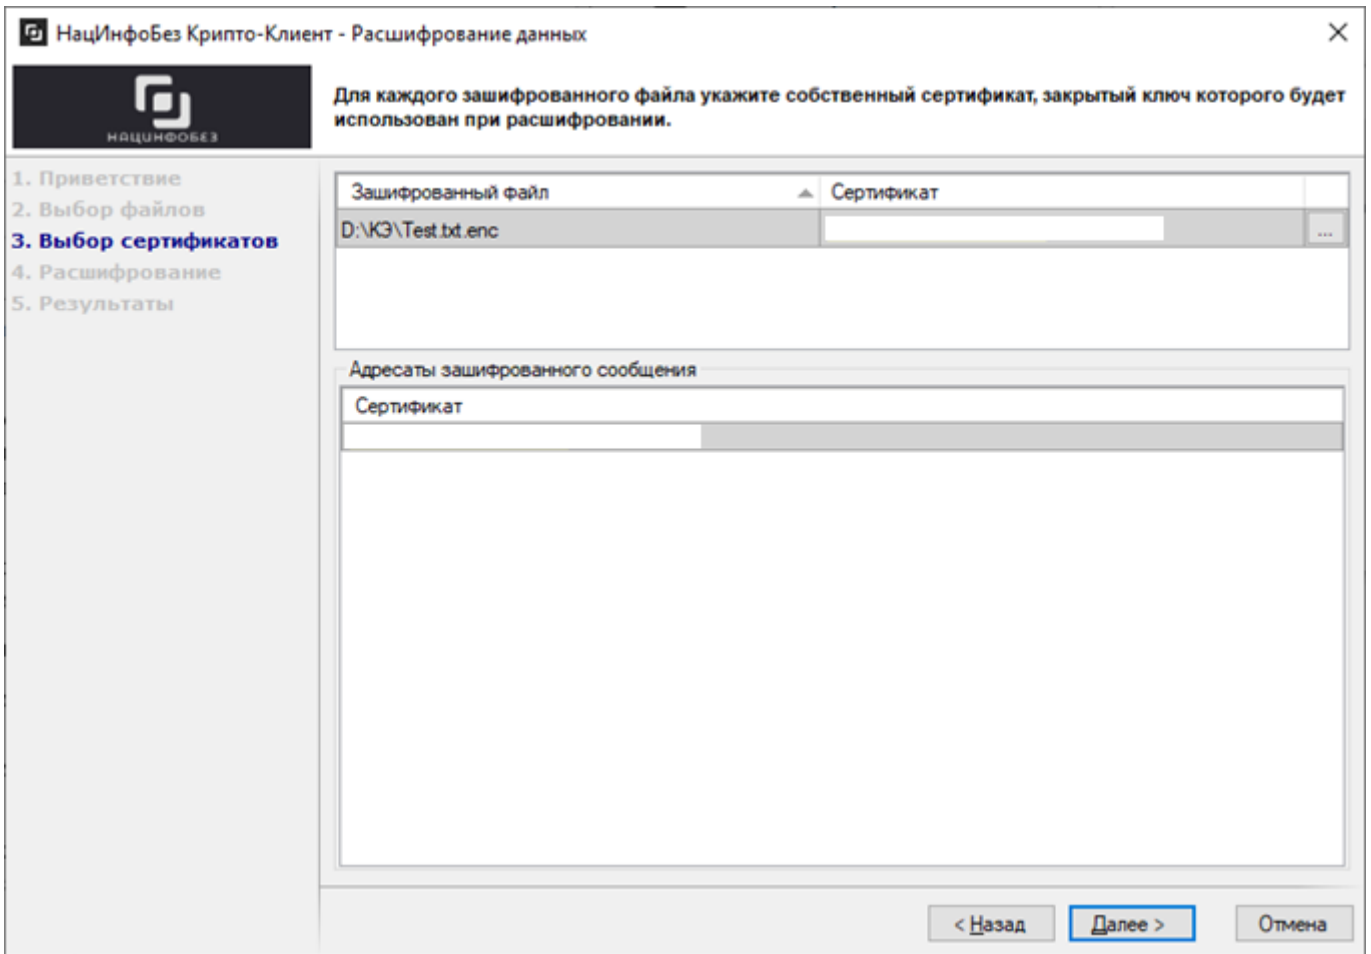 НацИнфоБез Крипто-Клиент - Расшифрование данных
НАЦИНФОБЕЗ
Для каждого зашифрованного файла укажите собственный сертификат, закрытый ключ которого будет
использован при расшифровании.
1. Приветствие
2. Выбор файлов
3. Выбор сертификатов
4. Расшифрование
5. Результаты
Зашифрованный файл
Сертификат
D:\КЭ\Test.txt.enc
...
Адресаты зашифрованного сообщения
Сертификат
< Назад
Далее >
Отмена